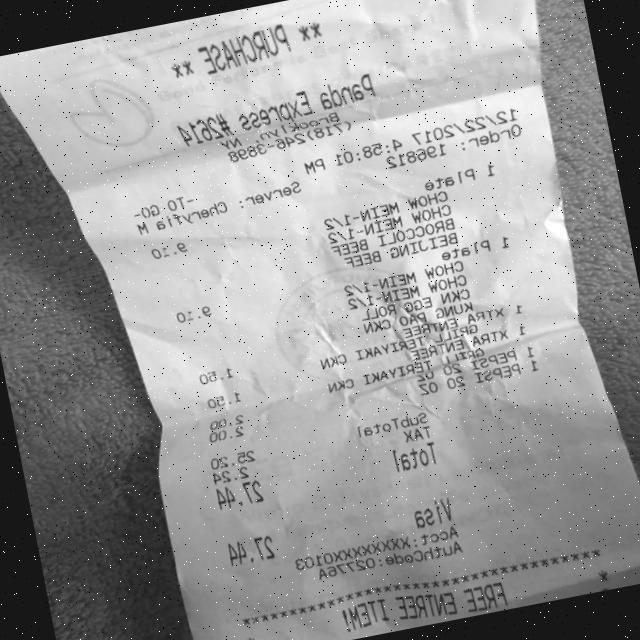 ** PURCHASE **
Panda Express #2614
Brooklyn, NY
(718)246-3998
12/22/2017 4:58:01 PM
Order: 196812 Server: Cherryfria M
-TO-GO-
1 Plate 9.10
CHOW MEIN-1/2
CHOW MEIN-1/2
BROCCOLI BEEF
BEIJING BEEF
1 Plate 9.10
CHOW MEIN-1/2
CHOW MEIN-1/2
CKN EGG ROLL
KUNG PAO CKN
1 XTRA ENTREE 1.50
GRILL TERIYAKI CKN
1 XTRA ENTREE 1.50
GRILL TERIYAKI CKN
1 PEPSI 20 OZ 2.00
1 PEPSI 20 OZ 2.00
SubTotal 25.20
TAX 2.24
Total 27.44
Visa 27.44
Acct:XXXXXXXX0103
AuthCode:02776A
FREE ENTREE ITEM!